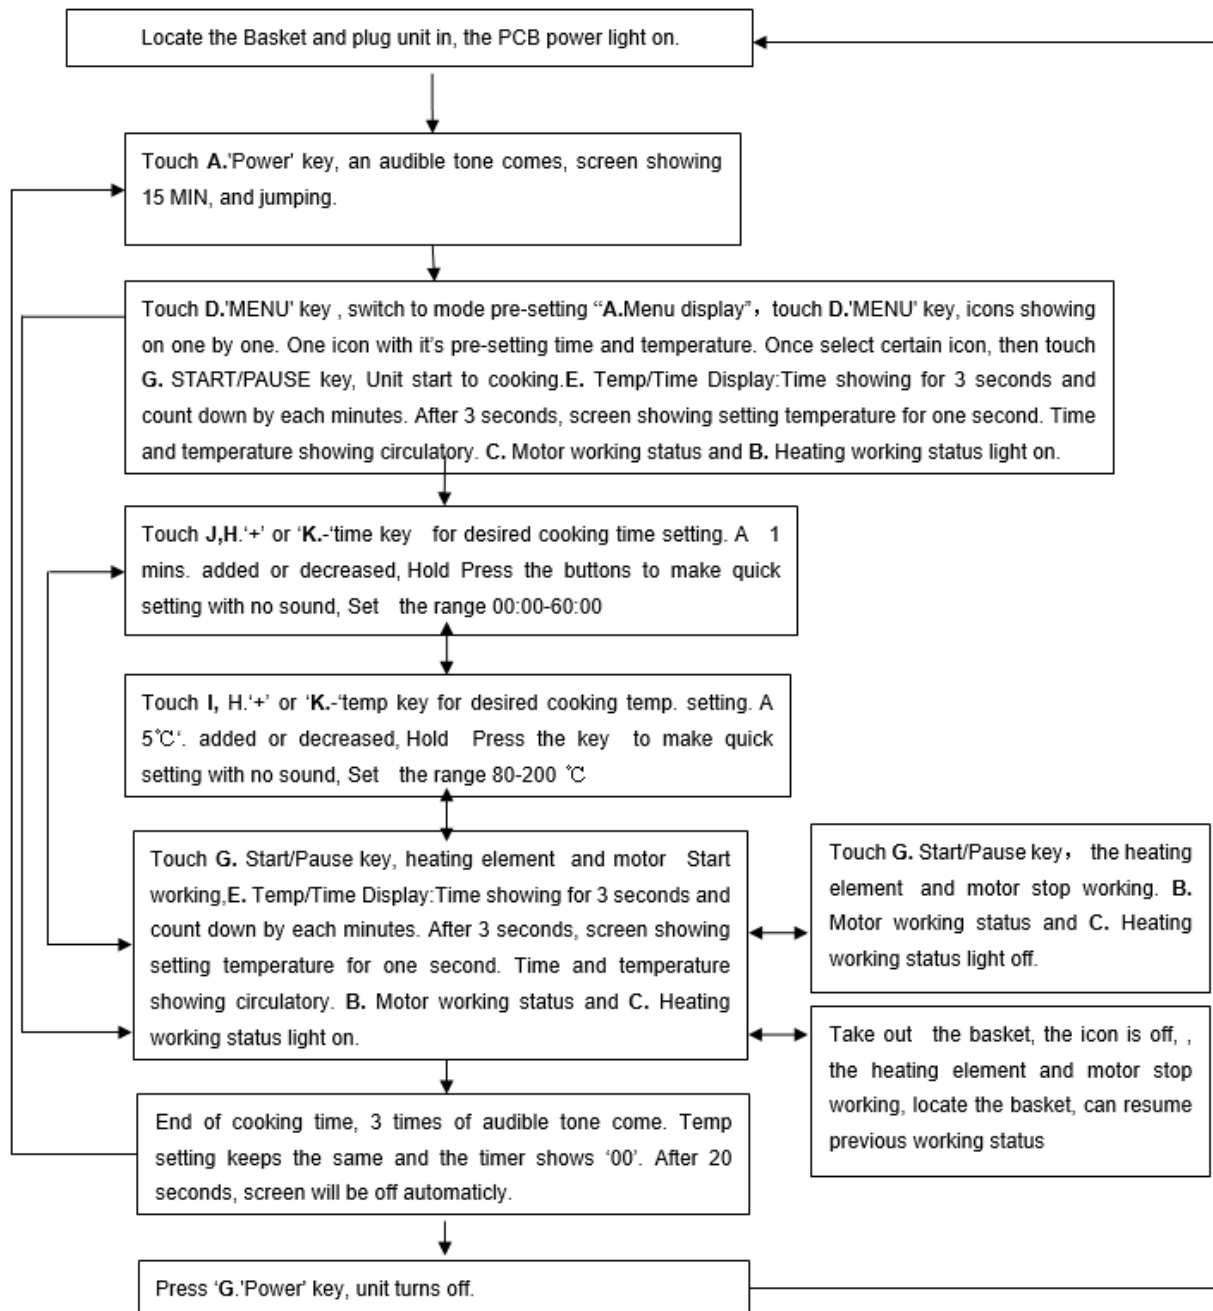 Locate the Basket and plug unit in, the PCB power light on.
Touch A.'Power' key, an audible tone comes, screen showing
15 MIN, and jumping.
Touch D.'MENU' key , switch to mode pre-setting “A.Menu display”，touch D.'MENU' key, icons showing
on one by one. One icon with it's pre-setting time and temperature. Once select certain icon, then touch
G. START/PAUSE key, Unit start to cooking.E. Temp/Time Display:Time showing for 3 seconds and
count down by each minutes. After 3 seconds, screen showing setting temperature for one second. Time
and temperature showing circulatory. C. Motor working status and B. Heating working status light on.
Touch J,H.‘+’ or ‘K.-‘time key for desired cooking time setting. A 1
mins. added or decreased, Hold Press the buttons to make quick
setting with no sound, Set the range 00:00-60:00
Touch I, H.‘+’ or ‘K.-‘temp key for desired cooking temp. setting. A
5℃‘. added or decreased, Hold Press the key to make quick
setting with no sound, Set the range 80-200 ℃
Touch G. Start/Pause key, heating element and motor Start
working,E. Temp/Time Display:Time showing for 3 seconds and
count down by each minutes. After 3 seconds, screen showing
setting temperature for one second. Time and temperature
showing circulatory. B. Motor working status and C. Heating
working status light on.
Touch G. Start/Pause key，the heating
element and motor stop working. B.
Motor working status and C. Heating
working status light off.
Take out the basket, the icon is off, ,
the heating element and motor stop
working, locate the basket, can resume
previous working status
End of cooking time, 3 times of audible tone come. Temp
setting keeps the same and the timer shows ‘00’. After 20
seconds, screen will be off automaticly.
Press ‘G.'Power' key, unit turns off.